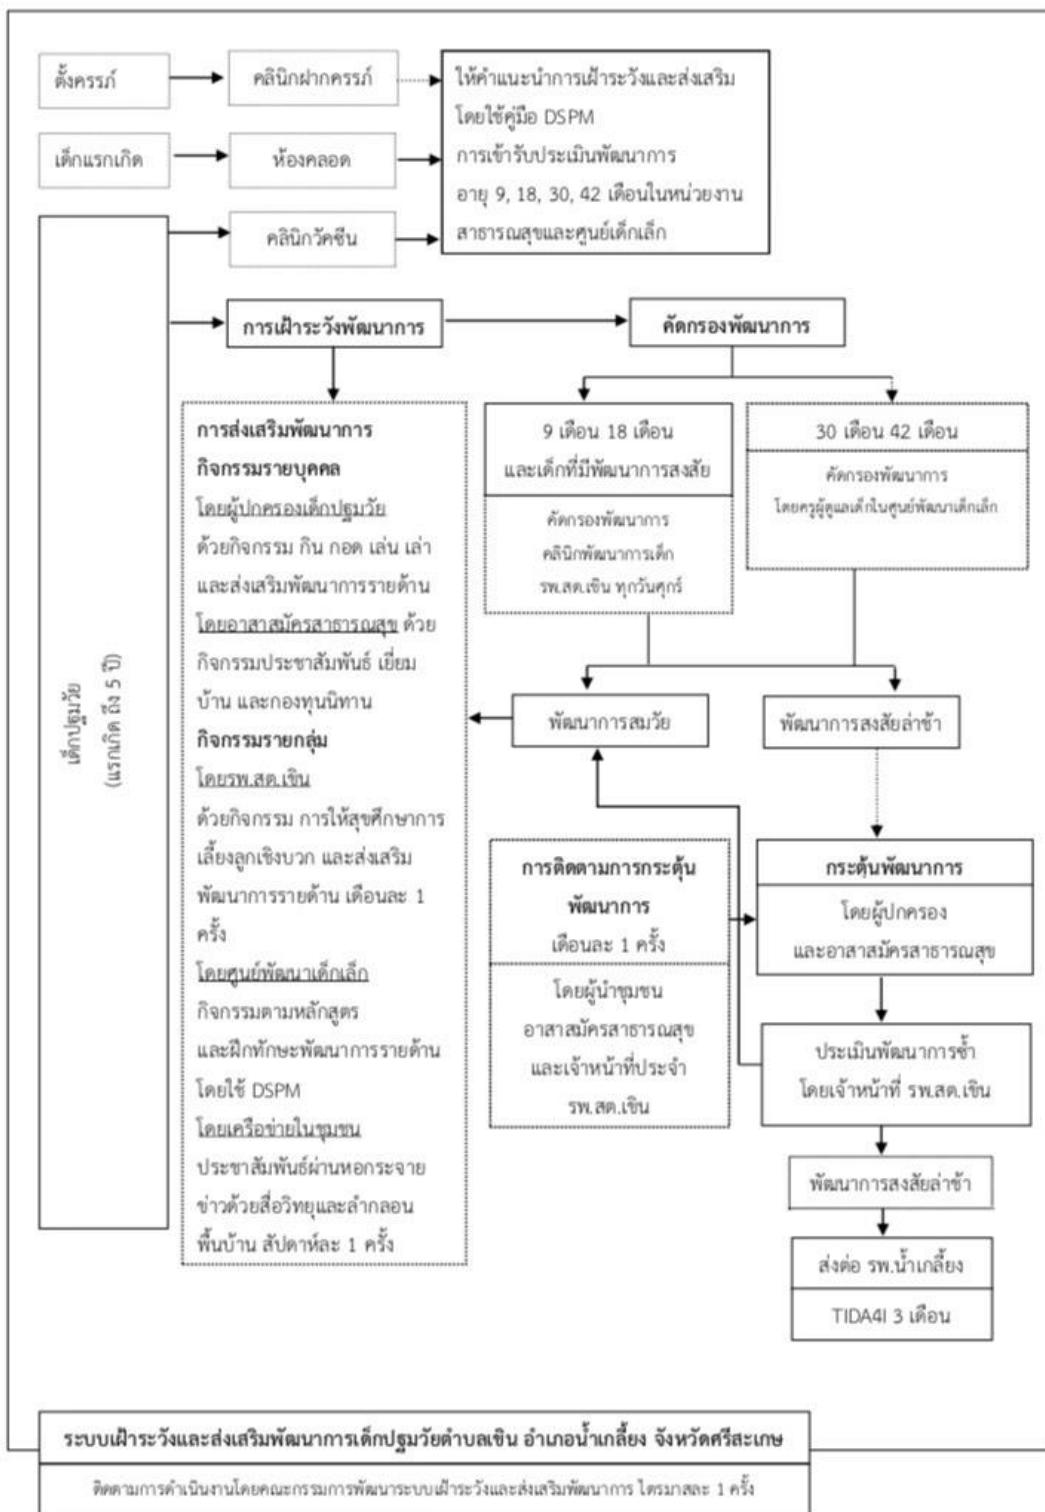 ตั้งครรภ์
คลินิกฝากครรภ์
ให้คำแนะนำการเฝ้าระวังและส่งเสริม
โดยใช้คู่มือ DSPM
การเข้ารับประเมินพัฒนาการ
อายุ 9, 18, 30, 42 เดือนในหน่วยงาน
สาธารณสุขและศูนย์เด็กเล็ก
เด็กแรกเกิด
ห้องคลอด
คลินิกวัคซีน
เด็กปฐมวัย
(แรกเกิด ถึง 5 ปี)
การเฝ้าระวังพัฒนาการ
คัดกรองพัฒนาการ
การส่งเสริมพัฒนาการ
กิจกรรมรายบุคคล
โดยผู้ปกครองเด็กปฐมวัย
ด้วยกิจกรรม กิน กอด เล่น เล่า
และส่งเสริมพัฒนาการรายด้าน
โดยอาสาสมัครสาธารณสุข ด้วย
กิจกรรมประชาสัมพันธ์ เยี่ยม
บ้าน และกองทุนนิทาน
กิจกรรมรายกลุ่ม
โดยรพ.สต.เขิน
ด้วยกิจกรรม การให้สุขศึกษาการ
เลี้ยงลูกเชิงบวก และส่งเสริม
พัฒนาการรายด้าน เดือนละ 1
ครั้ง
โดยศูนย์พัฒนาเด็กเล็ก
กิจกรรมตามหลักสูตร
และฝึกทักษะพัฒนาการรายด้าน
โดยใช้ DSPM
โดยเครือข่ายในชุมชน
ประชาสัมพันธ์ผ่านหอกระจาย
ข่าวด้วยสื่อวิทยุและลำกลอน
พื้นบ้าน สัปดาห์ละ 1 ครั้ง
9 เดือน 18 เดือน
และเด็กที่มีพัฒนาการสงสัย
คัดกรองพัฒนาการ
คลินิกพัฒนาการเด็ก
รพ.สต.เขิน ทุกวันศุกร์
30 เดือน 42 เดือน
คัดกรองพัฒนาการ
โดยครูผู้ดูแลเด็กในศูนย์พัฒนาเด็กเล็ก
พัฒนาการสมวัย
พัฒนาการสงสัยล่าช้า
การติดตามการกระตุ้น
พัฒนาการ
เดือนละ 1 ครั้ง
โดยผู้นำชุมชน
อาสาสมัครสาธารณสุข
และเจ้าหน้าที่ประจำ
รพ.สต.เขิน
กระตุ้นพัฒนาการ
โดยผู้ปกครอง
และอาสาสมัครสาธารณสุข
ประเมินพัฒนาการซ้ำ
โดยเจ้าหน้าที่ รพ.สต.เขิน
พัฒนาการสงสัยล่าช้า
ส่งต่อ รพ.น้ำเกลี้ยง
TIDA4I 3 เดือน
ระบบเฝ้าระวังและส่งเสริมพัฒนาการเด็กปฐมวัยตำบลเขิน อำเภอน้ำเกลี้ยง จังหวัดศรีสะเกษ
ติดตามการดำเนินงานโดยคณะกรรมการพัฒนาระบบเฝ้าระวังและส่งเสริมพัฒนาการ ไตรมาสละ 1 ครั้ง